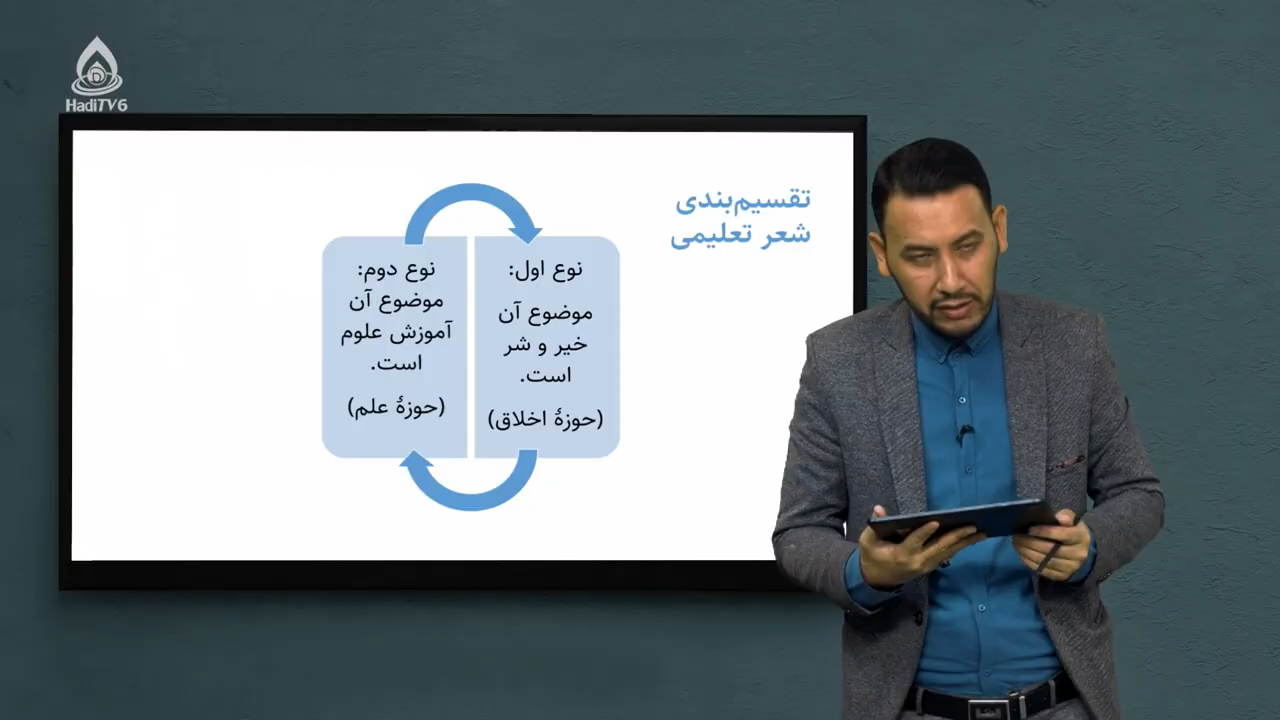 HadiTV6
تقسیم‌بندی
شعر تعلیمی
نوع اول:
موضوع آن
خیر و شر
است.
(حوزهٔ اخلاق)
نوع دوم:
موضوع آن
آموزش علوم
است.
(حوزهٔ علم)